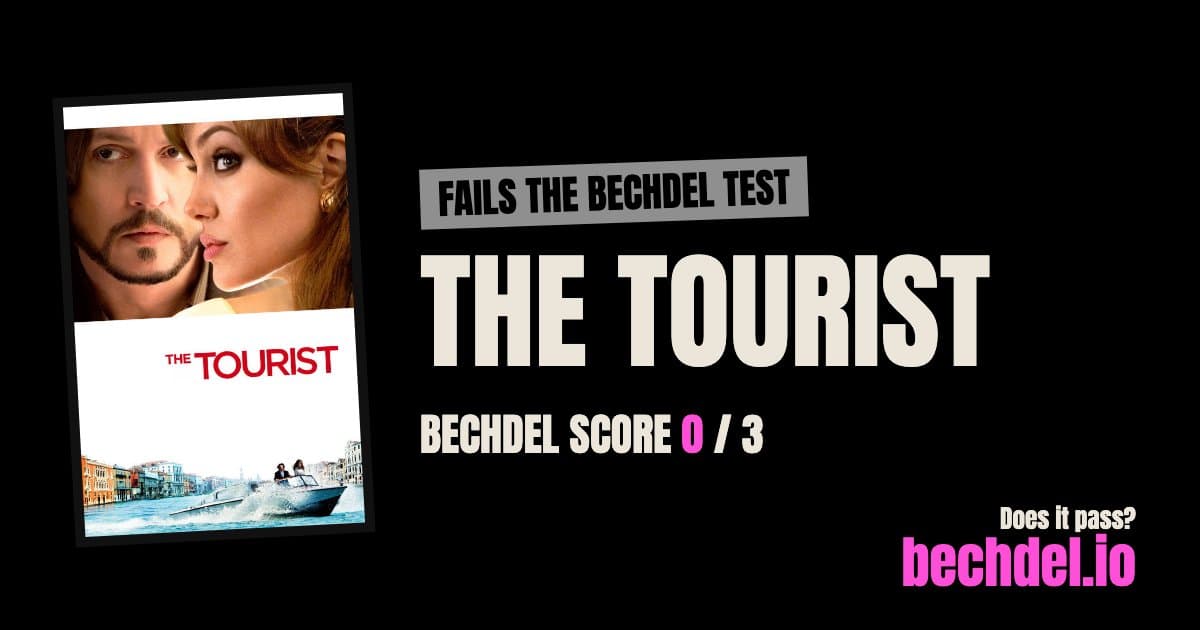 FAILS THE BECHDEL TEST
THE TOURIST
THE TOURIST
BECHDEL SCORE 0 / 3
Does it pass?
bechdel.io